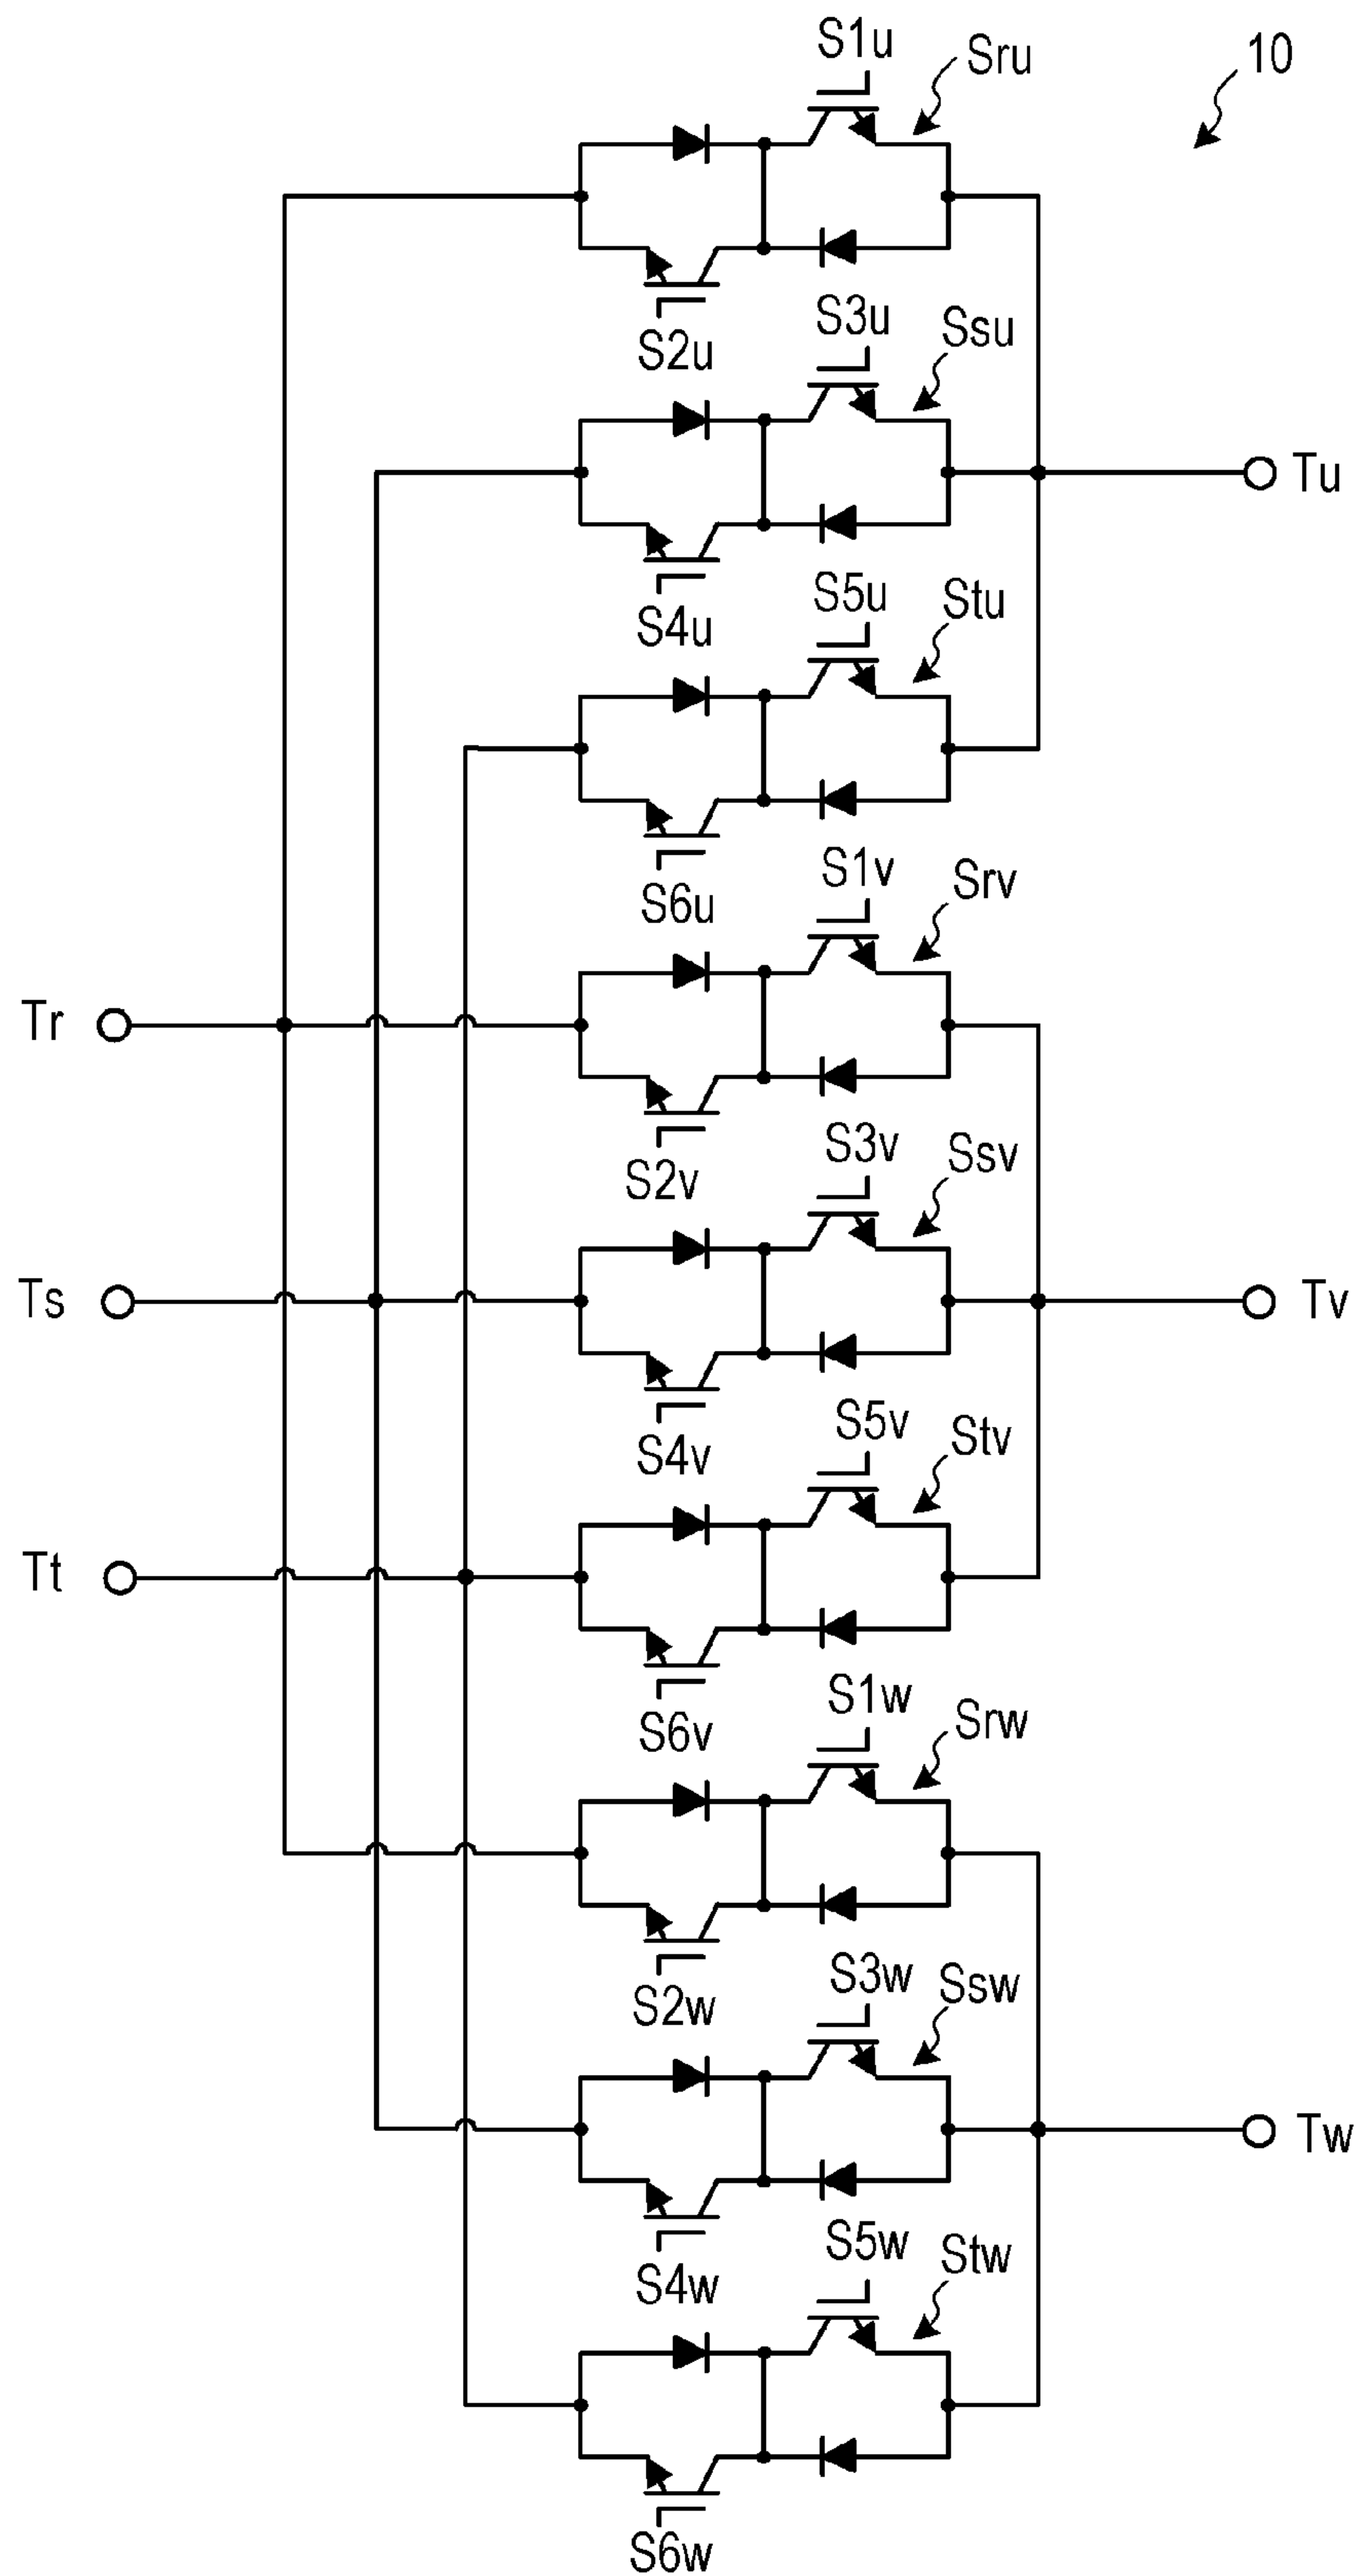 S1u
Sru
10
S2u
S3u
Ssu
Tu
S4u
S5u
Stu
S6u
S1v
Srv
Tr
S2v
S3v
Ssv
Ts
Tv
S4v
S5v
Stv
Tt
S6v
S1w
Srw
S2w
S3w
Ssw
Tw
S4w
S5w
Stw
S6w